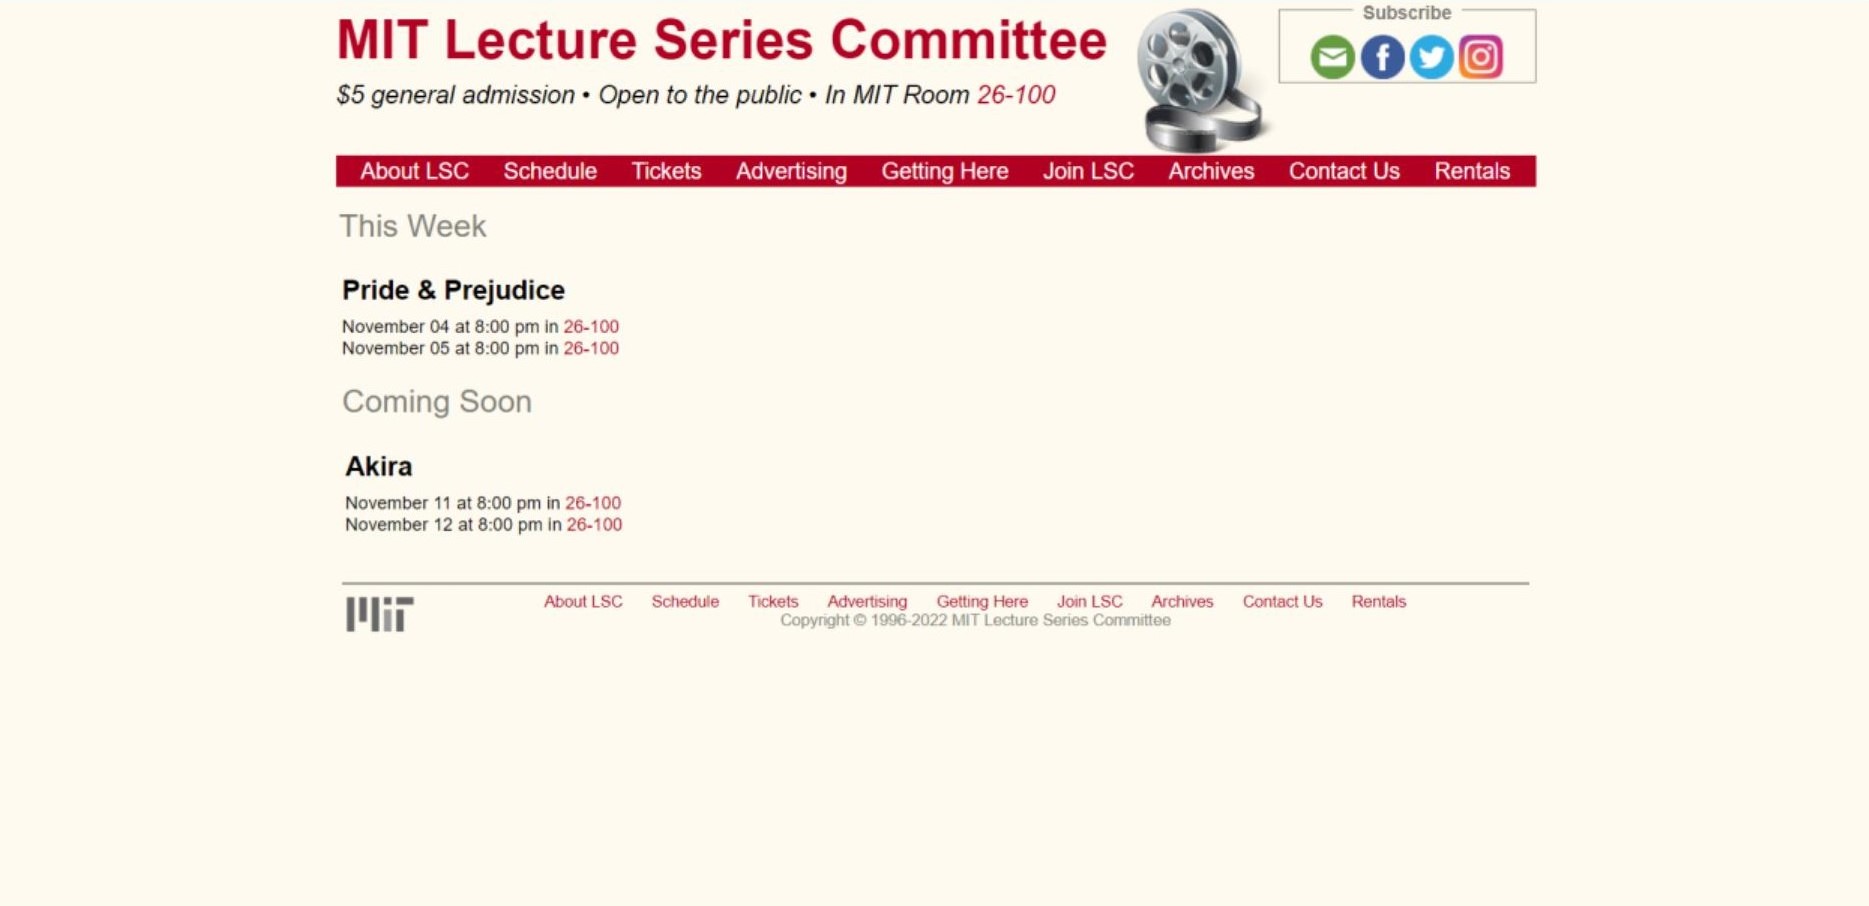 MIT Lecture Series Committee
$5 general admission • Open to the public • In MIT Room 26-100
Subscribe
About LSC Schedule Tickets Advertising Getting Here Join LSC Archives Contact Us Rentals
This Week
Pride & Prejudice
November 04 at 8:00 pm in 26-100
November 05 at 8:00 pm in 26-100
Coming Soon
Akira
November 11 at 8:00 pm in 26-100
November 12 at 8:00 pm in 26-100
MIT
About LSC Schedule Tickets Advertising Getting Here Join LSC Archives Contact Us Rentals
Copyright © 1996-2022 MIT Lecture Series Committee